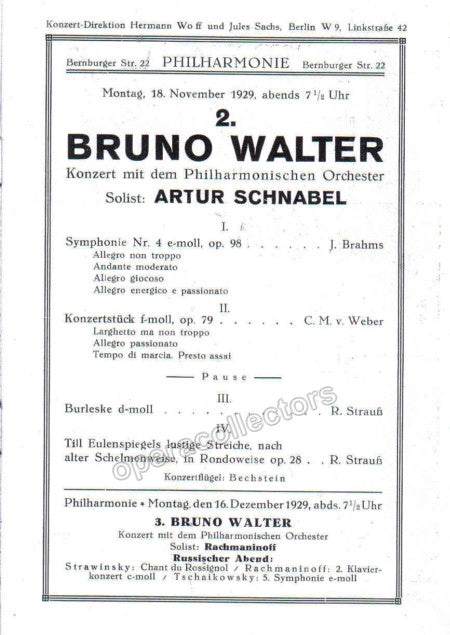 Konzert-Direktion Hermann Wo ff und Jules Sachs, Berlin W 9, Linkstraße 42
Bernburger Str. 22 PHILHARMONIE Bernburger Str. 22
Montag, 18. November 1929, abends 7 1/2 Uhr
2.
BRUNO WALTER
Konzert mit dem Philharmonischen Orchester
Solist: ARTUR SCHNABEL
I.
Symphonie Nr. 4 e-moll, op. 98 . . . . . . J. Brahms
Allegro non troppo
Andante moderato
Allegro giocoso
Allegro energico e passionato
II.
Konzertstück f-moll, op. 79 . . . . . . C. M. v. Weber
Larghetto ma non troppo
Allegro passionato
Tempo di marcia. Presto assai
Pause
III.
Burleske d-moll . . . . . . . . . . . R. Strauß
IV.
Till Eulenspiegels lustige Streiche, nach
alter Schelmenweise, in Rondoweise op. 28 . . R. Strauß
operacollectors
Konzertflügel: Bechstein
Philharmonie * Montag, den 16. Dezember 1929, abds. 7 1/2 Uhr
3. BRUNO WALTER
Konzert mit dem Philharmonischen Orchester
Solist: Rachmaninoff
Russischer Abend:
Strawinsky: Chant du Rossignol / Rachmaninoff: 2. Klavier-
konzert c-moll / Tschaikowsky: 5. Symphonie e-moll